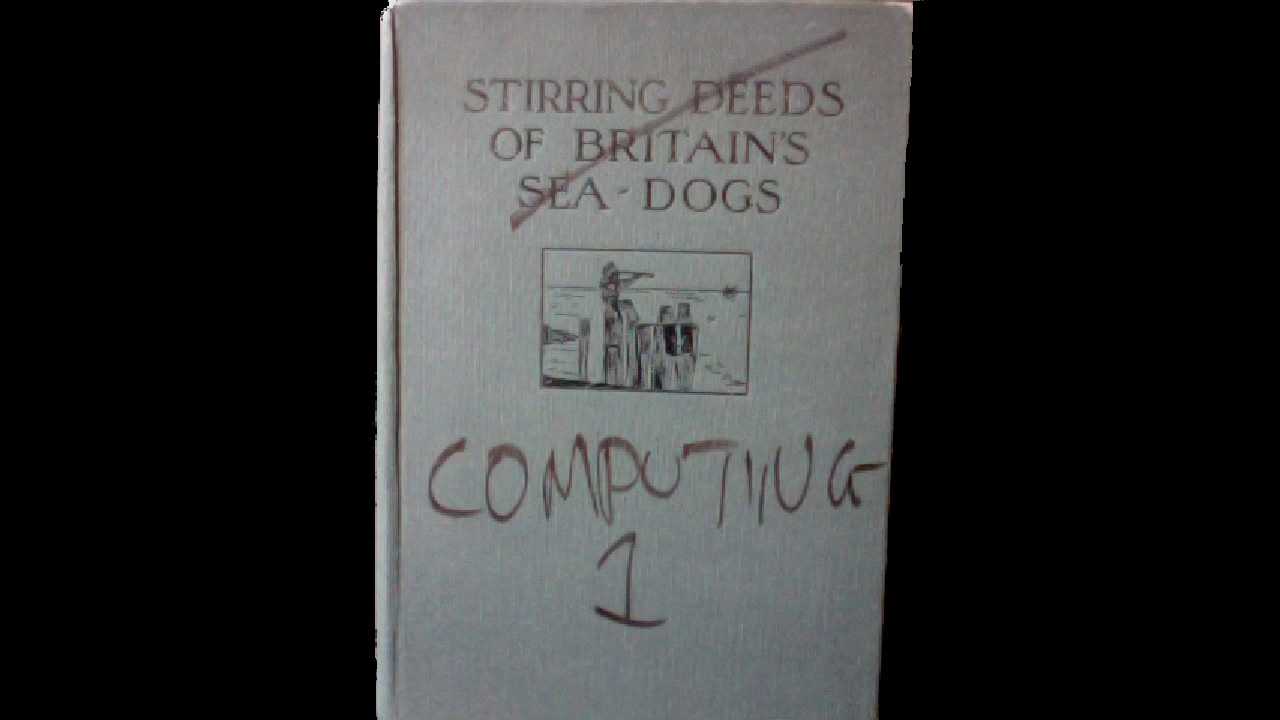 STIRRING DEEDS
OF BRITAIN'S
SEA-DOGS
COMPUTING
1